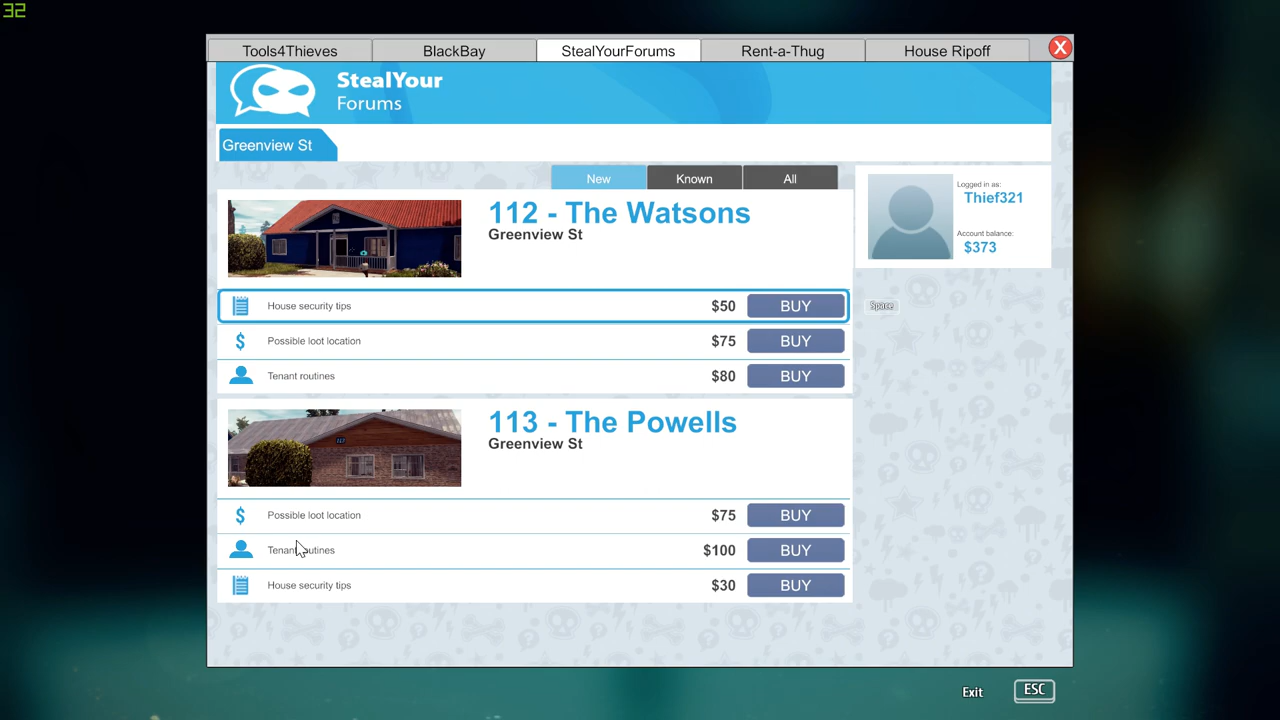 32
Tools4Thieves BlackBay StealYourForums Rent-a-Thug House Ripoff X
StealYour
Forums
Greenview St
New Known All
Logged in as:
Thief321
Account balance:
$373
112 - The Watsons
Greenview St
House security tips $50 BUY Space
$ Possible loot location $75 BUY
Tenant routines $80 BUY
113 - The Powells
Greenview St
$ Possible loot location $75 BUY
Tenant routines $100 BUY
House security tips $30 BUY
Exit ESC